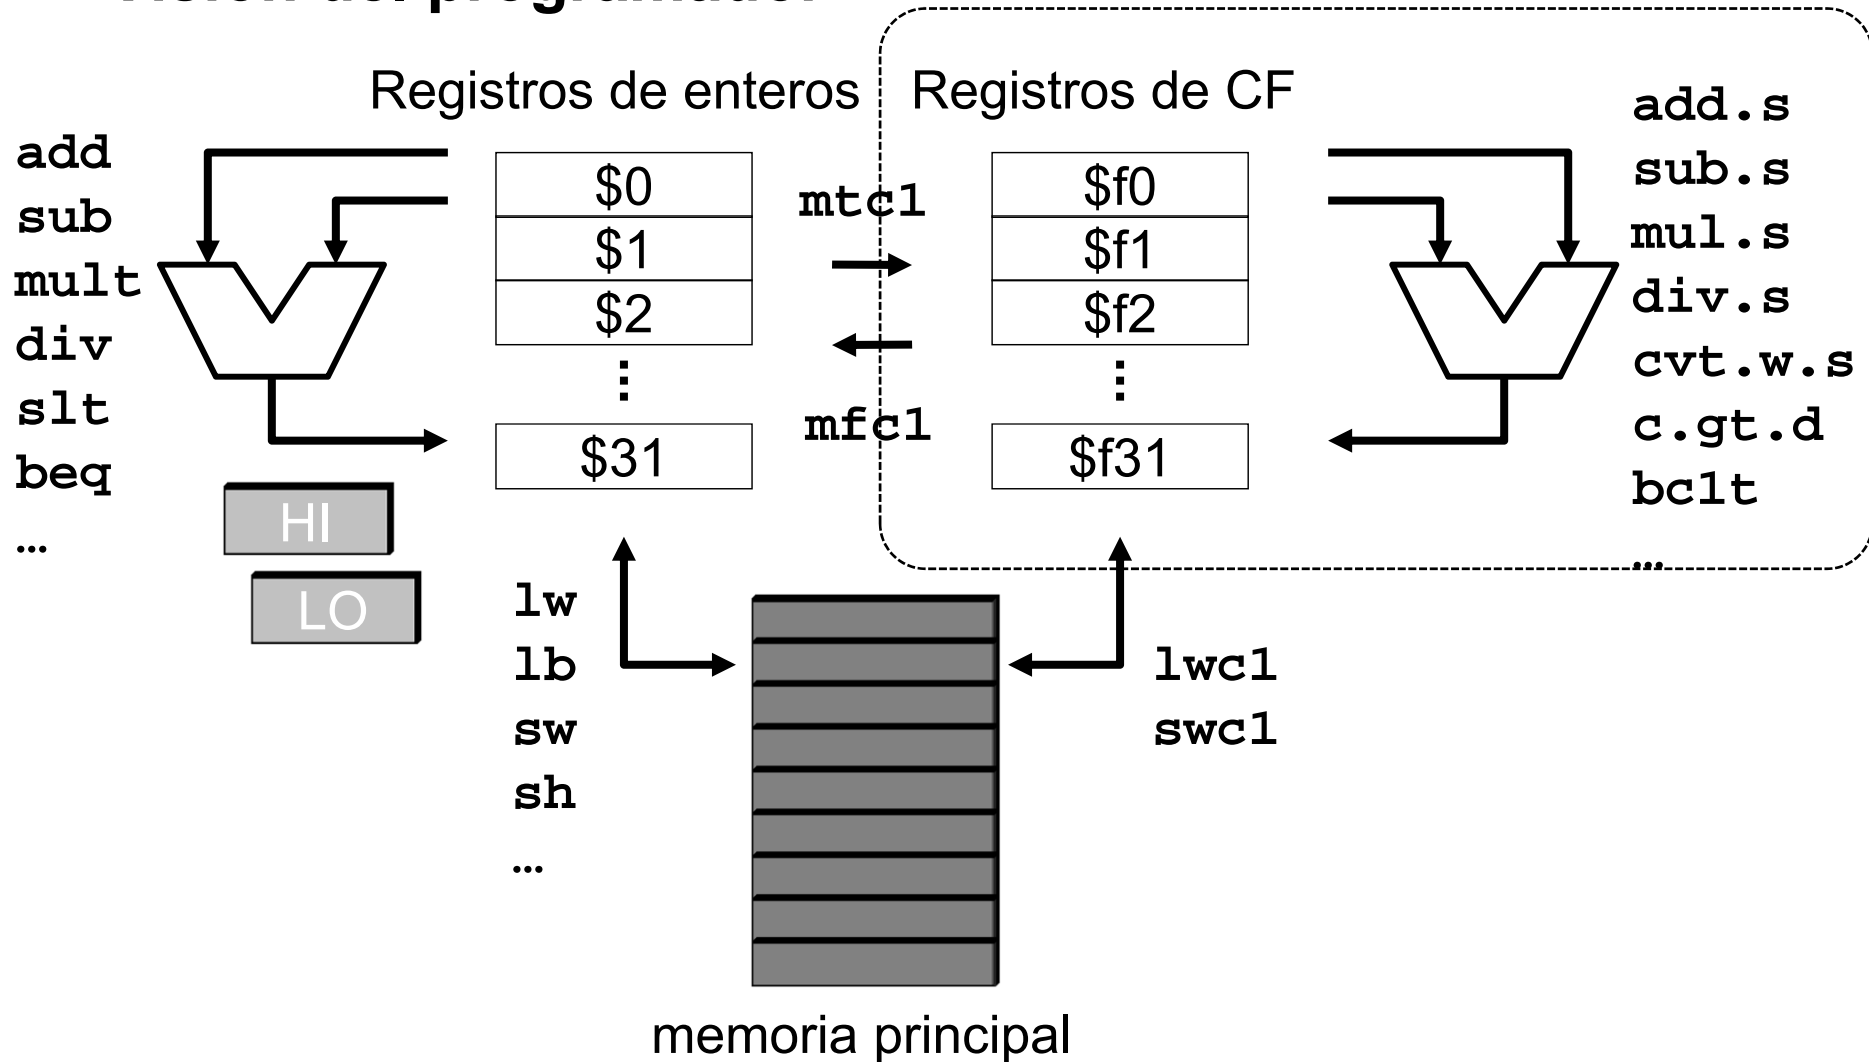 Registros de enteros
Registros de CF
add
sub
mult
div
slt
beq
…
HI
LO
$0
$1
$2
⋮
$31
mtc1
mfc1
$f0
$f1
$f2
⋮
$f31
add.s
sub.s
mul.s
div.s
cvt.w.s
c.gt.d
bc1t
…
lw
lb
sw
sh
…
lwc1
swc1
memoria principal